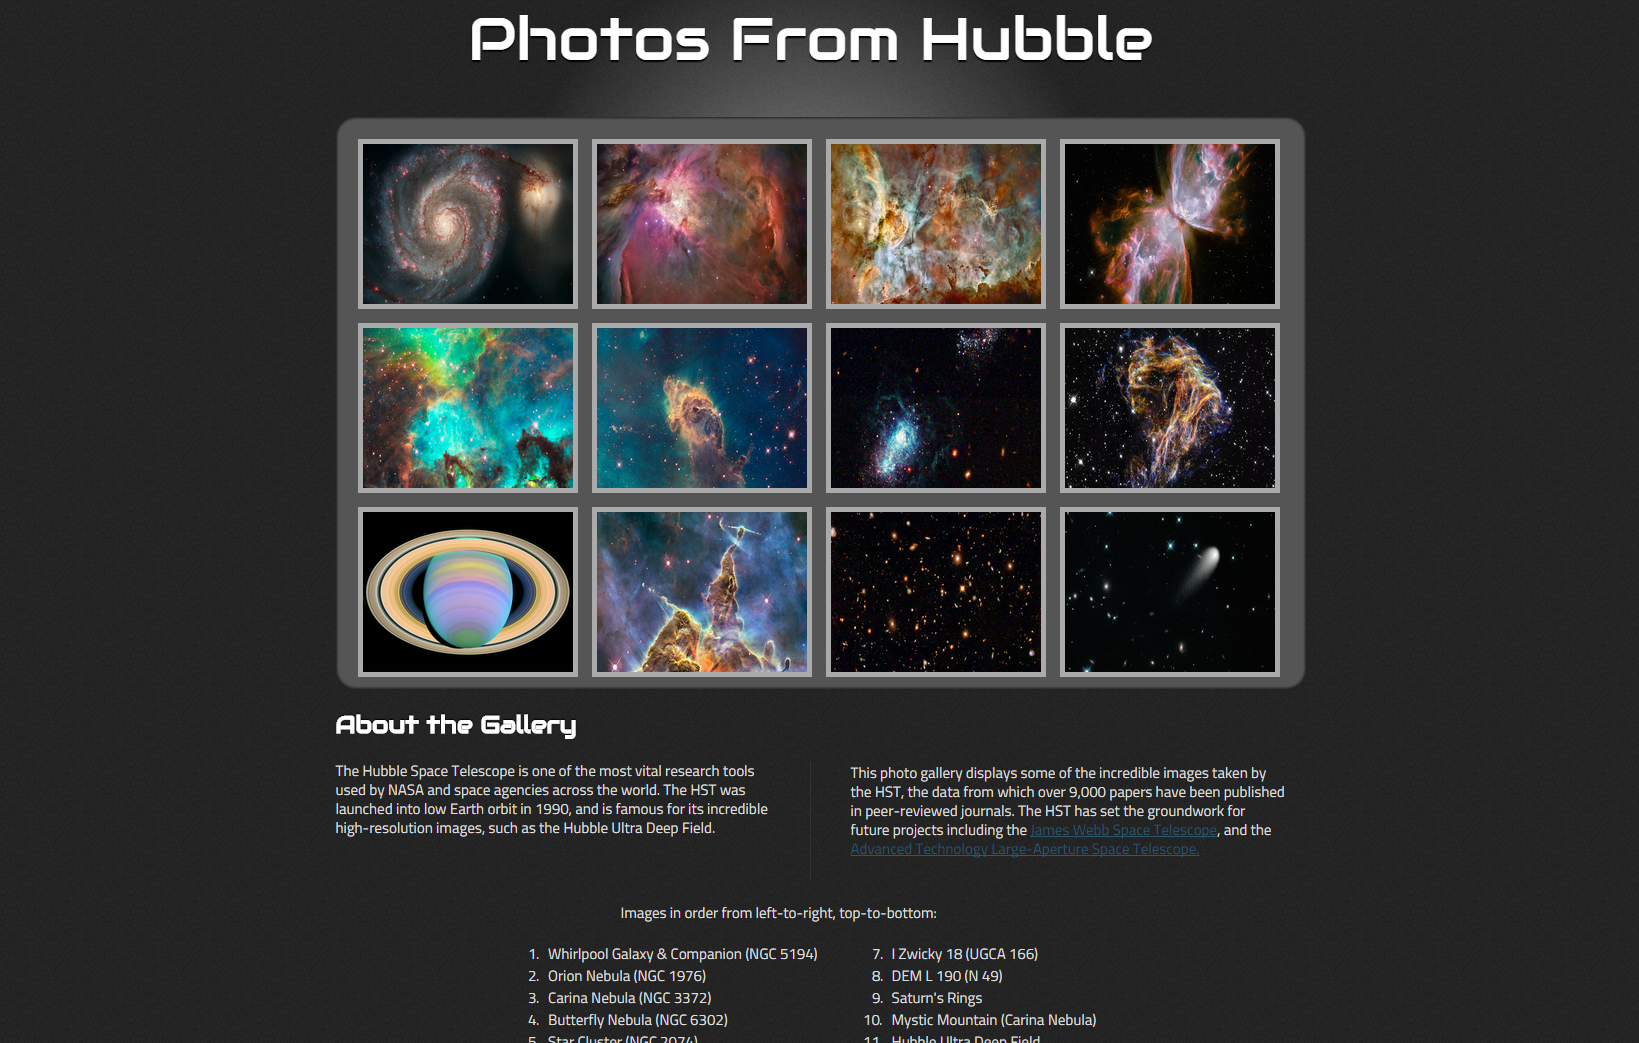 Photos From Hubble
About the Gallery
The Hubble Space Telescope is one of the most vital research tools
used by NASA and space agencies across the world. The HST was
launched into low Earth orbit in 1990, and is famous for its incredible
high-resolution images, such as the Hubble Ultra Deep Field.
This photo gallery displays some of the incredible images taken by
the HST, the data from which over 9,000 papers have been published
in peer-reviewed journals. The HST has set the groundwork for
future projects including the James Webb Space Telescope, and the
Advanced Technology Large-Aperture Space Telescope.
Images in order from left-to-right, top-to-bottom:
1. Whirlpool Galaxy & Companion (NGC 5194)
2. Orion Nebula (NGC 1976)
3. Carina Nebula (NGC 3372)
4. Butterfly Nebula (NGC 6302)
5. Star Cluster (NGC 2074)
7. I Zwicky 18 (UGCA 166)
8. DEM L 190 (N 49)
9. Saturn's Rings
10. Mystic Mountain (Carina Nebula)
11. Hubble Ultra Deep Field